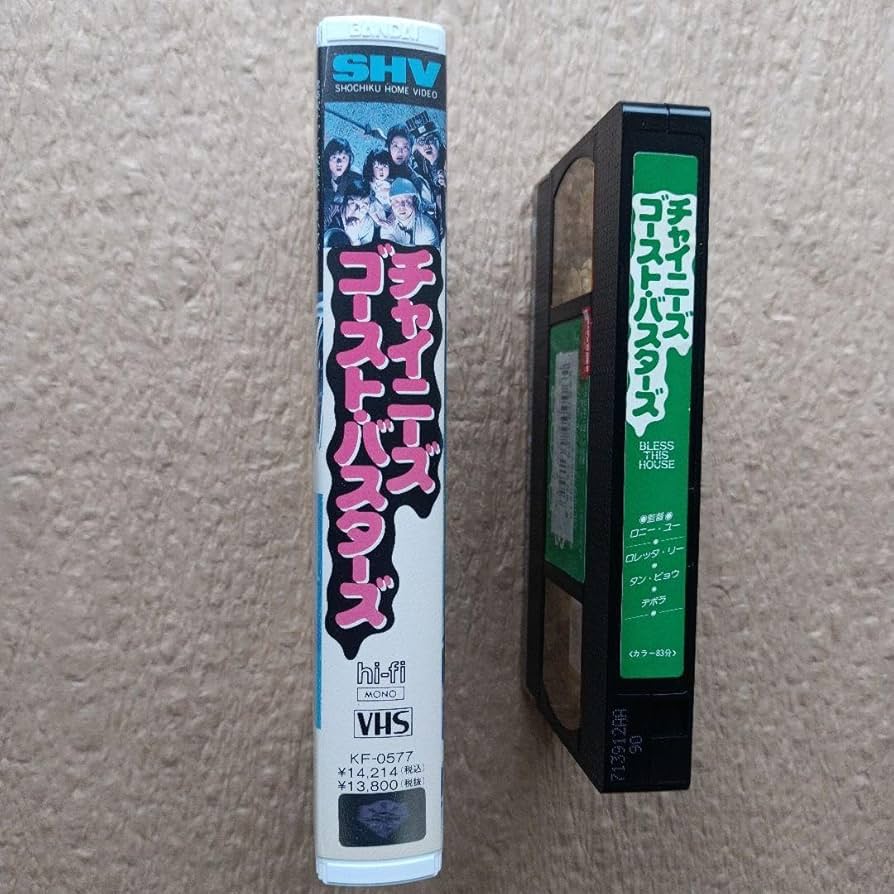 BANDAI
SHV
SHOCHIKU HOME VIDEO
チャイニーズ
ゴースト・バスターズ
hi-fi
MONO
VHS
KF-0577
¥14,214(税込)
¥13,800(税抜)
チャイニーズ
ゴースト・バスターズ
BLESS
THIS
HOUSE
◉監督◉
ロニー・ユー
ロレッタ・リー
タン・ピョウ
デボラ
〈カラー83分〉
713912AA
90